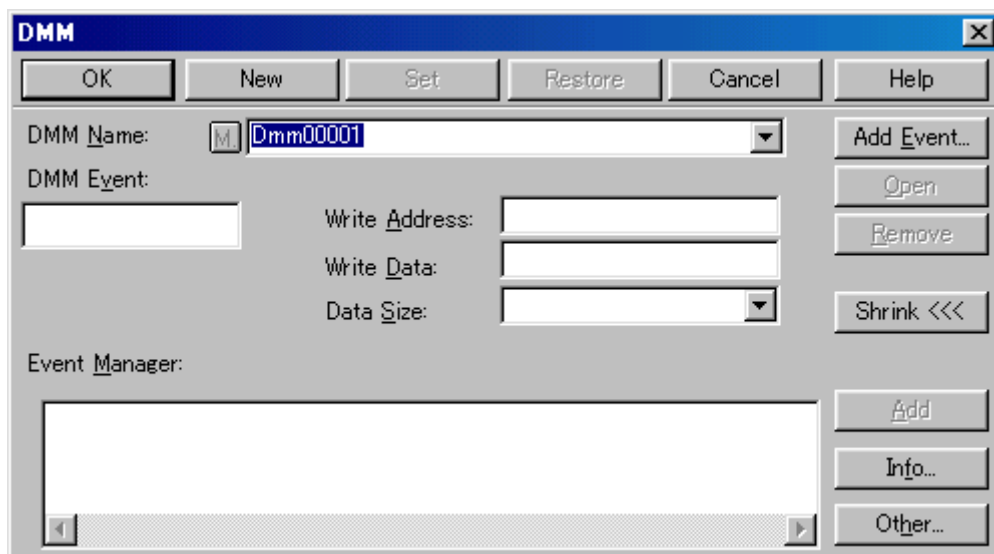 DMM
OK New Set Restore Cancel Help
DMM Name: M. Dmm00001 Add Event...
DMM Event: Open
Write Address: Remove
Write Data:
Data Size: Shrink <<<
Event Manager:
Add
Info...
Other...